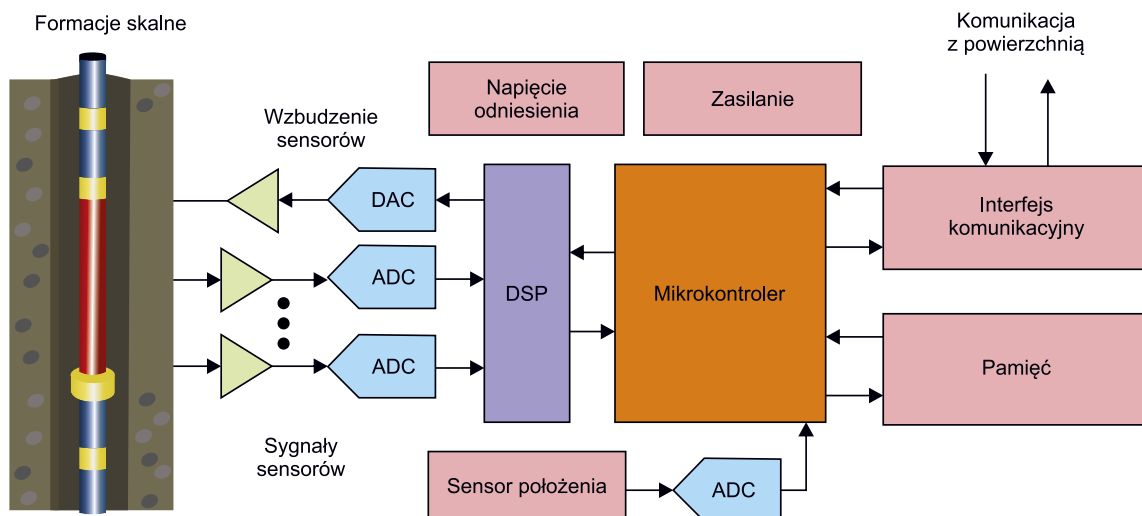 Formacje skalne
Komunikacja
z powierzchnią
Napięcie
odniesienia
Zasilanie
Wzbudzenie
sensorów
DAC
Interfejs
komunikacyjny
ADC
DSP
Mikrokontroler
ADC
Pamięć
Sygnały
sensorów
Sensor położenia
ADC